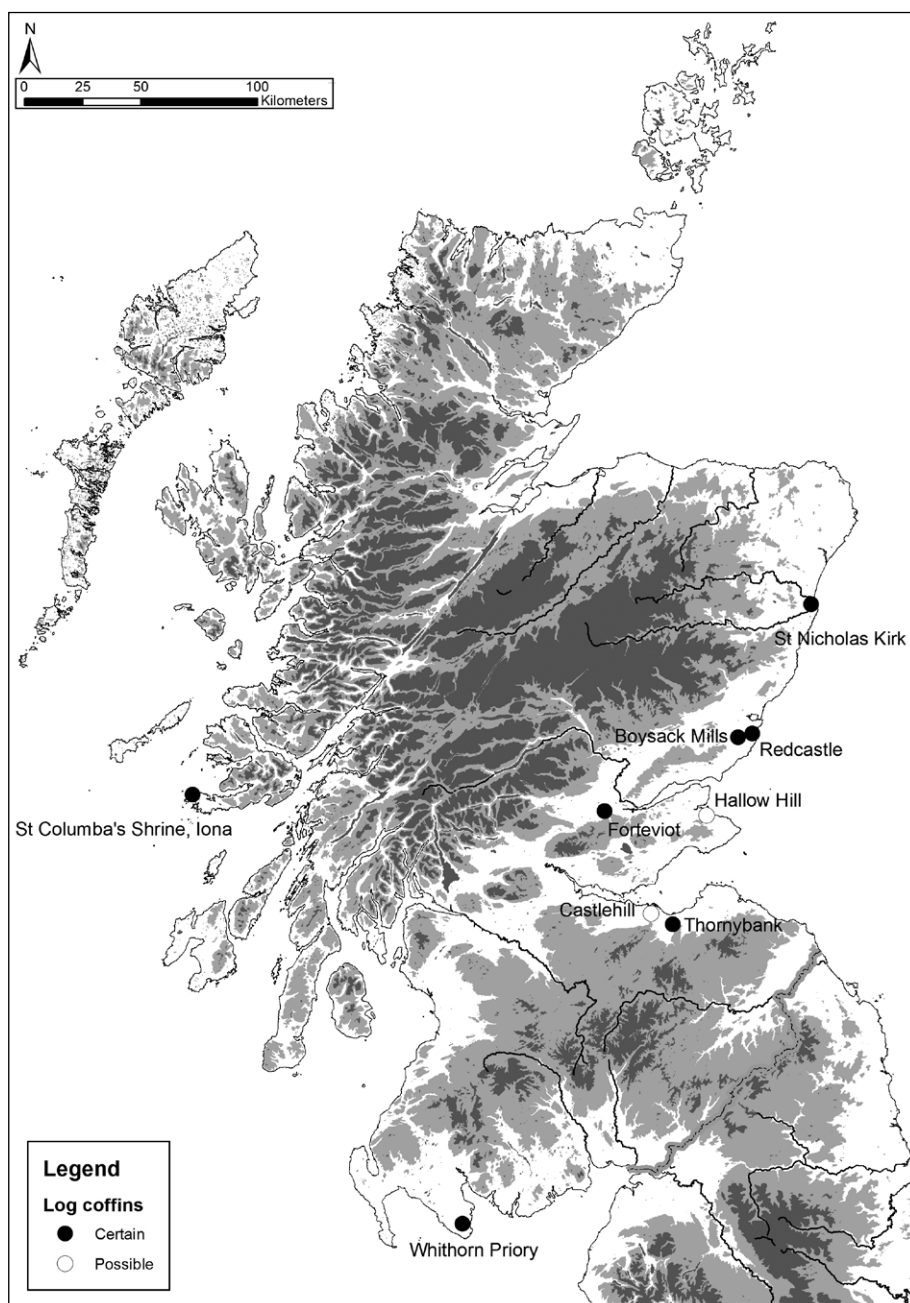 N
0 25 50 100
Kilometers
St Nicholas Kirk
Boysack Mills
Redcastle
Hallow Hill
St Columba's Shrine, Iona
Forteviot
Castlehill
Thornybank
Whithorn Priory
Legend
Log coffins
Certain
Possible